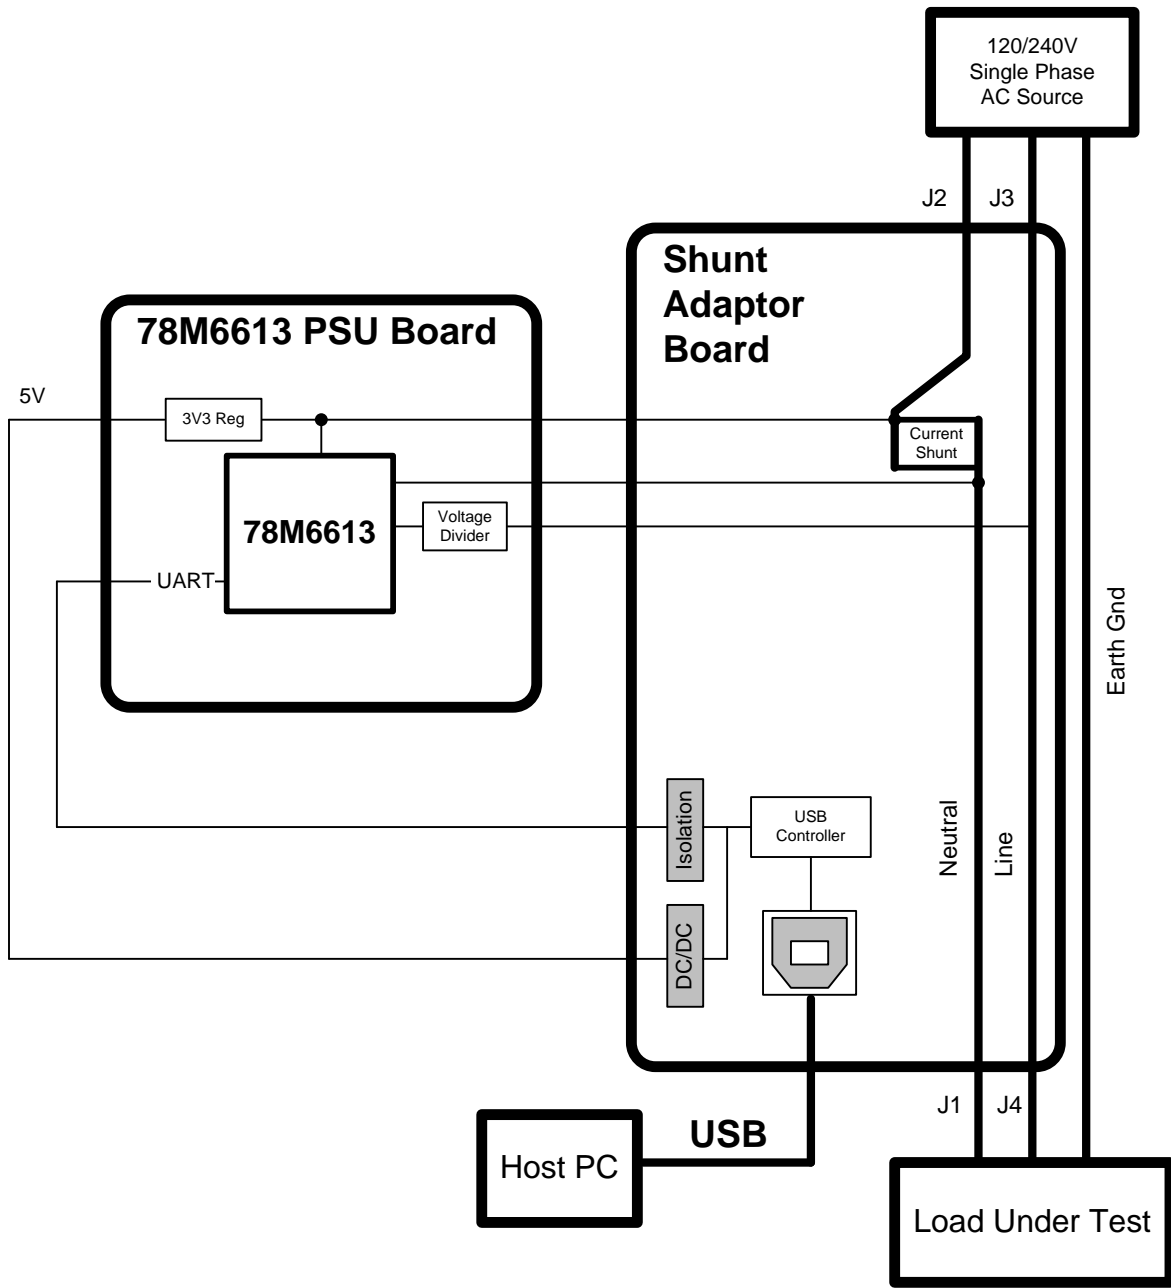 120/240V
Single Phase
AC Source
J2
J3
Shunt
Adaptor
Board
78M6613 PSU Board
5V
3V3 Reg
Current
Shunt
78M6613
Voltage
Divider
UART
Earth Gnd
Isolation
USB
Controller
Neutral
Line
DC/DC
J1
J4
USB
Host PC
Load Under Test